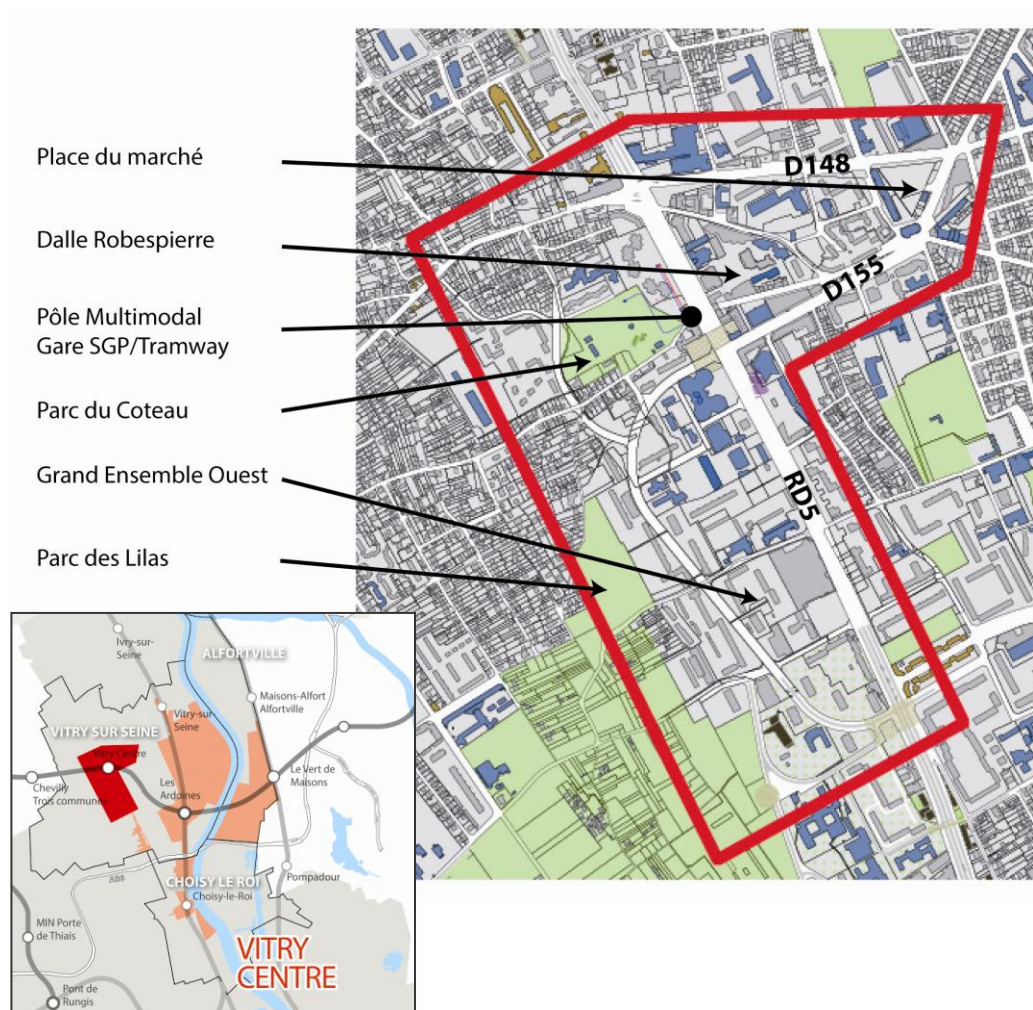 Place du marché
Dalle Robespierre
Pôle Multimodal
Gare SGP/Tramway
Parc du Coteau
Grand Ensemble Ouest
Parc des Lilas
D148
D155
RD5
Ivry-sur-
Seine
ALFORTVILLE
Maisons-Alfort
Alfortville
Vitry-sur
Seine
VITRY SUR SEINE
Vitry Centre
Chevilly
Trois communes
Les
Ardoines
Le Vert de
Maisons
A86
Pompadour
CHOISY LE ROI
Choisy-le-Roi
MIN Porte
de Thiais
VITRY
CENTRE
Pont de
Rungis